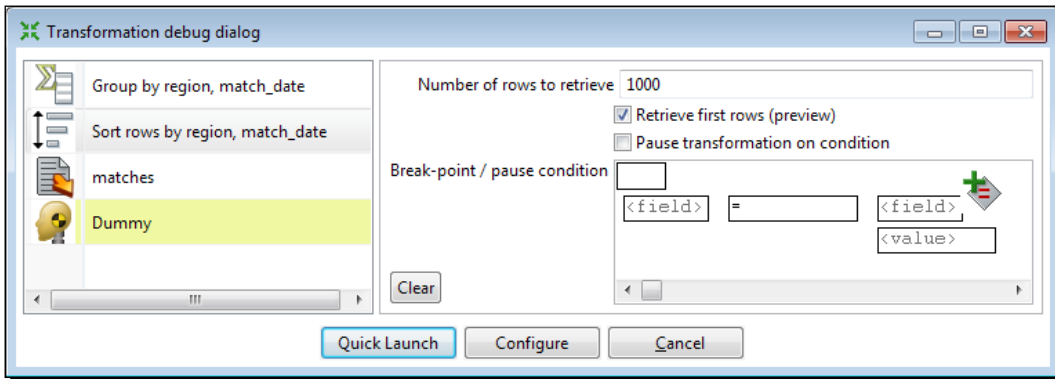 Transformation debug dialog
Group by region, match_date
Sort rows by region, match_date
matches
Dummy
Number of rows to retrieve 1000
Retrieve first rows (preview)
Pause transformation on condition
Break-point / pause condition
<field> = <field>
<value>
Clear
Quick Launch Configure Cancel